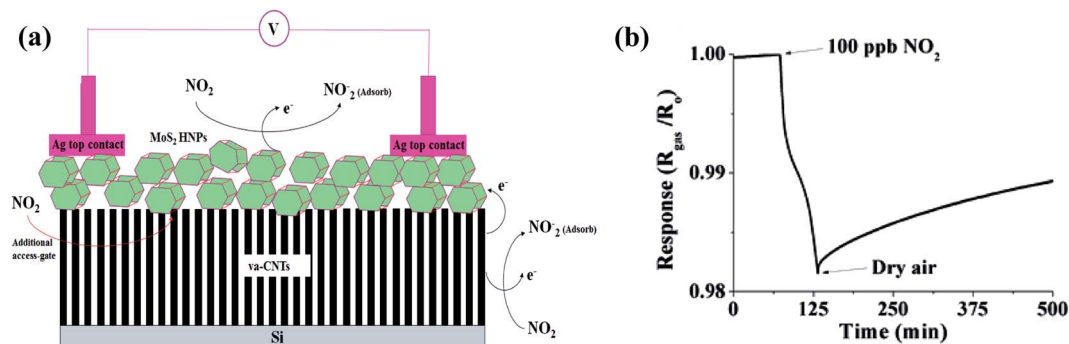 (a)
V
NO₂
NO⁻₂ (Adsorb)
e⁻
Ag top contact
MoS₂ HNPs
Ag top contact
NO₂
e⁻
Additional
access-gate
NO⁻₂ (Adsorb)
va-CNTs
e⁻
Si
NO₂
(b)
1.00
100 ppb NO₂
0.99
Response (R_gas /R_o)
Dry air
0.98
0
125
250
375
500
Time (min)